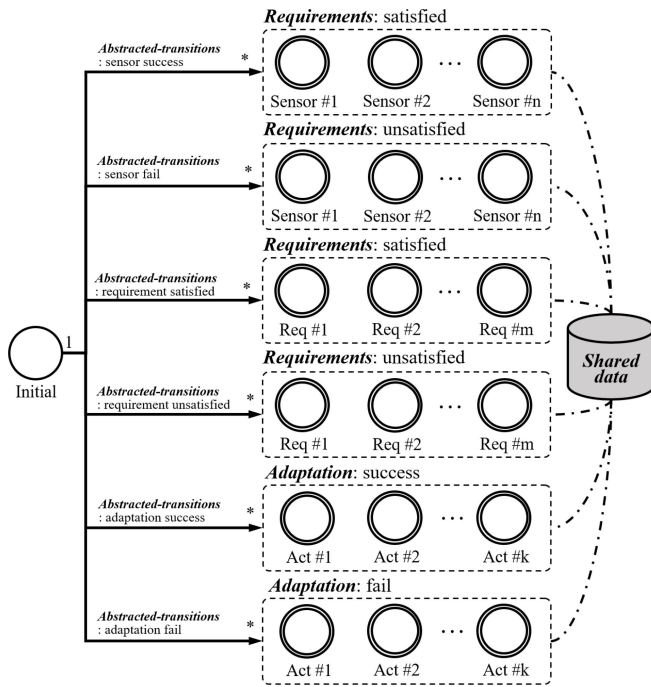 Requirements: satisfied
Abstracted-transitions
: sensor success
*
Sensor #1 Sensor #2 ... Sensor #n
Requirements: unsatisfied
Abstracted-transitions
: sensor fail
*
Sensor #1 Sensor #2 ... Sensor #n
Requirements: satisfied
Abstracted-transitions
: requirement satisfied
*
Req #1 Req #2 ... Req #m
Initial
1
Shared
data
Requirements: unsatisfied
Abstracted-transitions
: requirement unsatisfied
*
Req #1 Req #2 ... Req #m
Adaptation: success
Abstracted-transitions
: adaptation success
*
Act #1 Act #2 ... Act #k
Adaptation: fail
Abstracted-transitions
: adaptation fail
*
Act #1 Act #2 ... Act #k